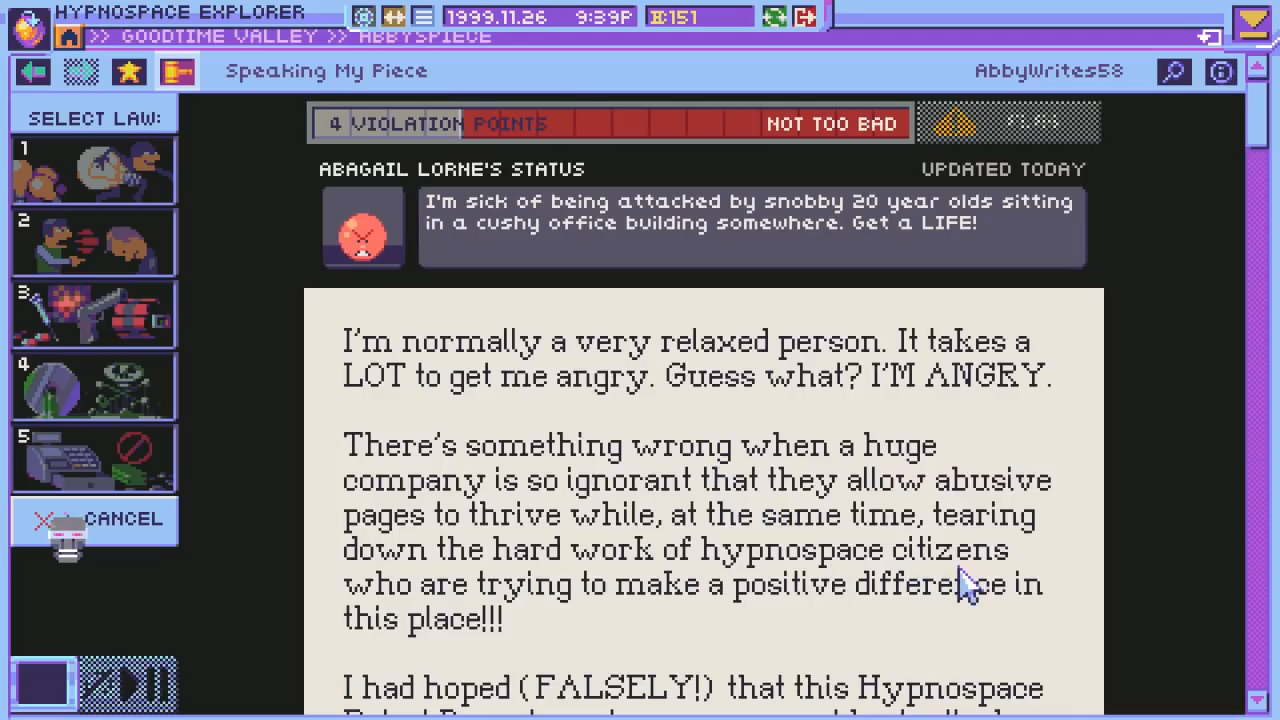 HYPNOSPACE EXPLORER
1999.11.26 9:39P
151
>> GOODTIME VALLEY >> ABBYSPIECE
Speaking My Piece
AbbyWrites58
SELECT LAW:
1
2
3
4
5
CANCEL
4 VIOLATION POINTS
NOT TOO BAD
ABAGAIL LORNE'S STATUS
UPDATED TODAY
I'm sick of being attacked by snobby 20 year olds sitting
in a cushy office building somewhere. Get a LIFE!
I'm normally a very relaxed person. It takes a
LOT to get me angry. Guess what? I'M ANGRY.
There's something wrong when a huge
company is so ignorant that they allow abusive
pages to thrive while, at the same time, tearing
down the hard work of hypnospace citizens
who are trying to make a positive difference in
this place!!!
I had hoped (FALSELY!) that this Hypnospace